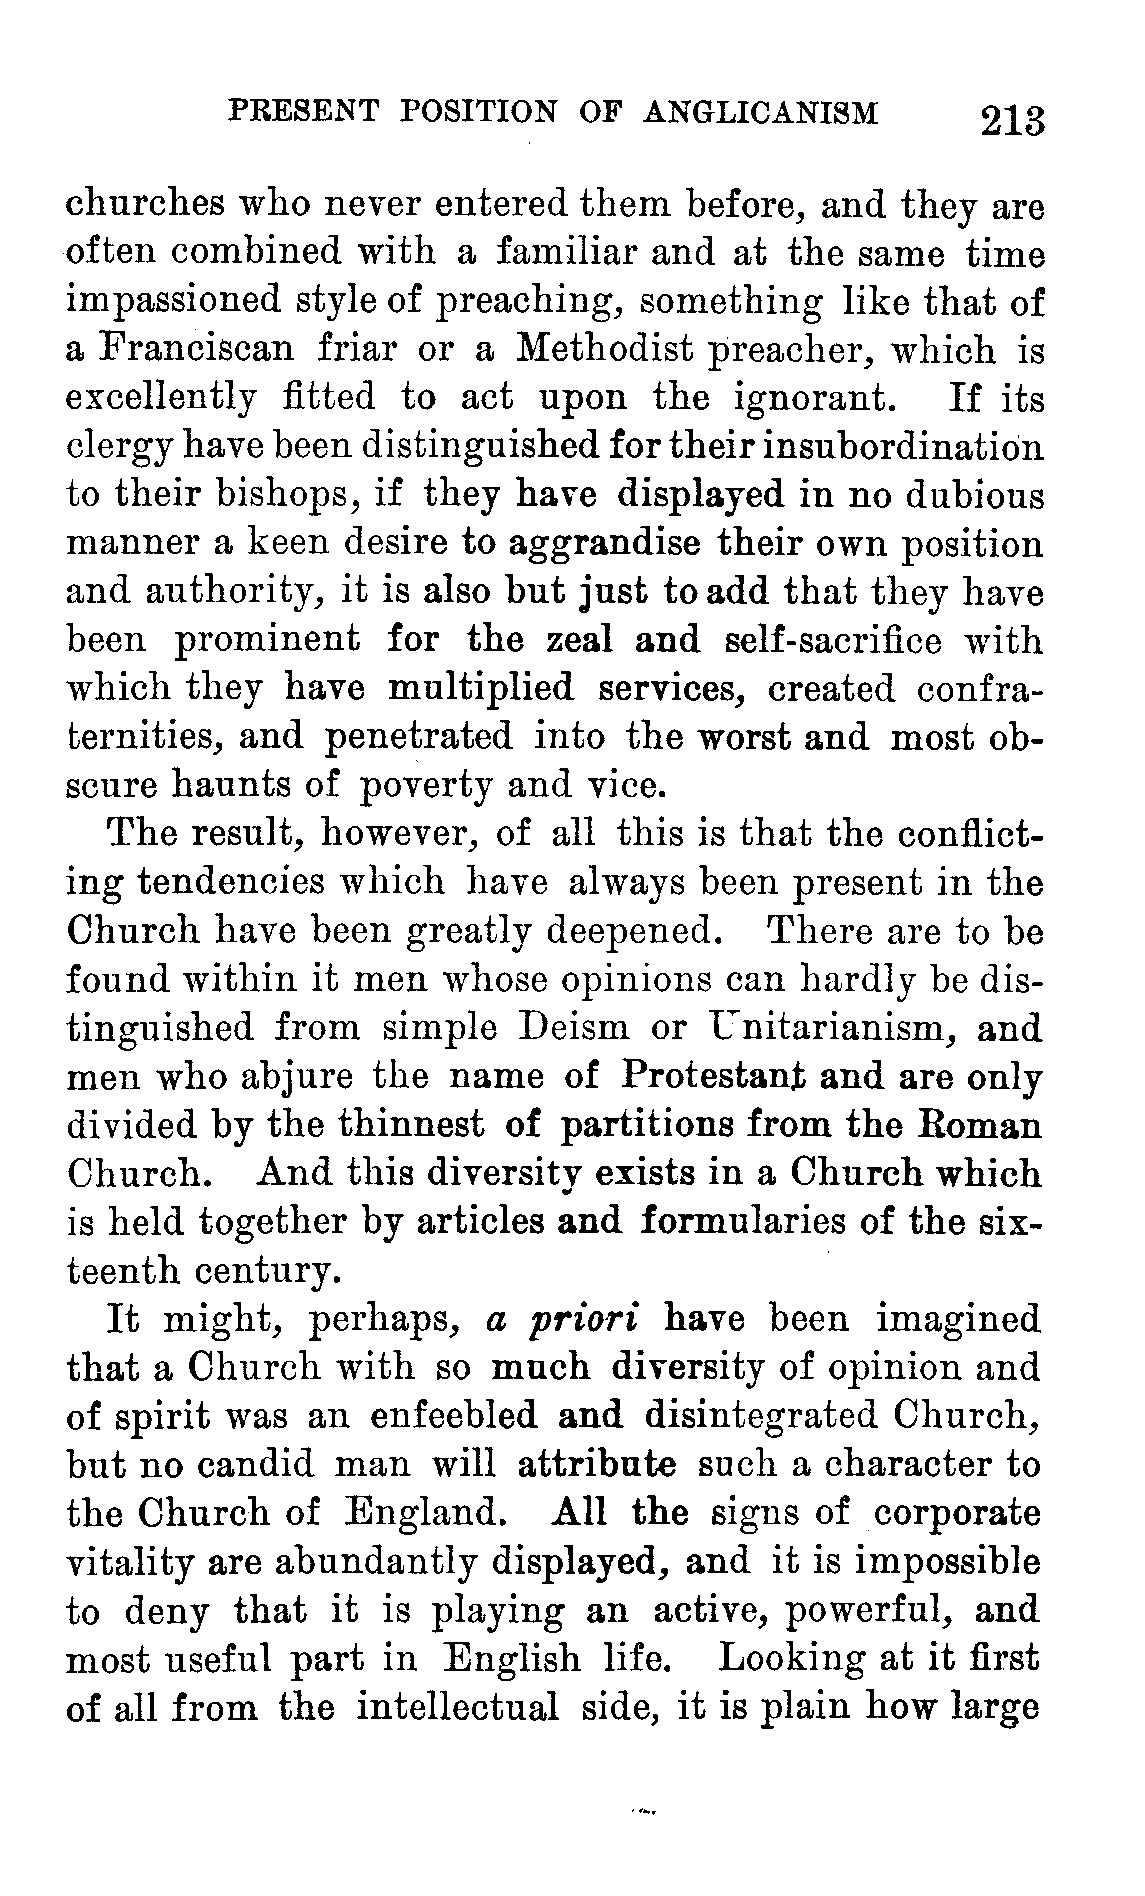 PRESENT POSITION OF ANGLICANISM 213
churches who never entered them before, and they are
often combined with a familiar and at the same time
impassioned style of preaching, something like that of
a Franciscan friar or a Methodist preacher, which is
excellently fitted to act upon the ignorant. If its
clergy have been distinguished for their insubordination
to their bishops, if they have displayed in no dubious
manner a keen desire to aggrandise their own position
and authority, it is also but just to add that they have
been prominent for the zeal and self-sacrifice with
which they have multiplied services, created confra-
ternities, and penetrated into the worst and most ob-
scure haunts of poverty and vice.
The result, however, of all this is that the conflict-
ing tendencies which have always been present in the
Church have been greatly deepened. There are to be
found within it men whose opinions can hardly be dis-
tinguished from simple Deism or Unitarianism, and
men who abjure the name of Protestant and are only
divided by the thinnest of partitions from the Roman
Church. And this diversity exists in a Church which
is held together by articles and formularies of the six-
teenth century.
It might, perhaps, a priori have been imagined
that a Church with so much diversity of opinion and
of spirit was an enfeebled and disintegrated Church,
but no candid man will attribute such a character to
the Church of England. All the signs of corporate
vitality are abundantly displayed, and it is impossible
to deny that it is playing an active, powerful, and
most useful part in English life. Looking at it first
of all from the intellectual side, it is plain how large